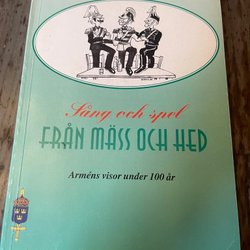 Sång och spel
FRÅN MÄSS OCH HED
Arméns visor under 100 år